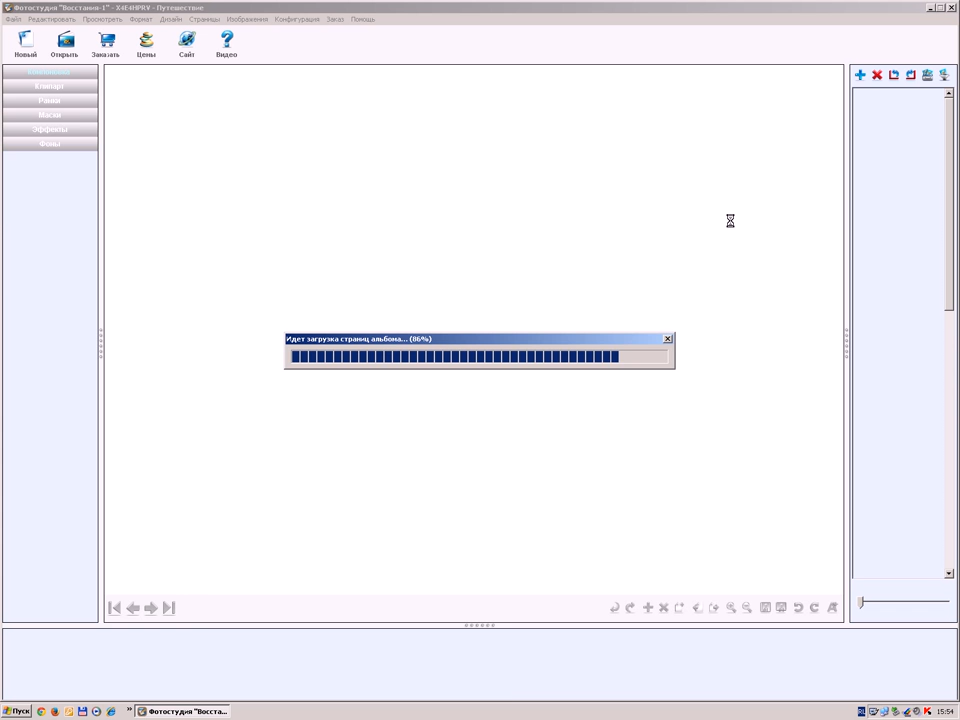 Фотостудия "Восстания-1" - X4E4HPRV - Путешествие
Файл Редактировать Просмотреть Формат Дизайн Страницы Изображения Конфигурация Заказ Помощь
Новый Открыть Заказать Цены Сайт Видео
Клипарт
Рамки
Маски
Эффекты
Фоны
Идет загрузка страниц альбома... (86%)
Пуск » Фотостудия "Восста... RL 15:54